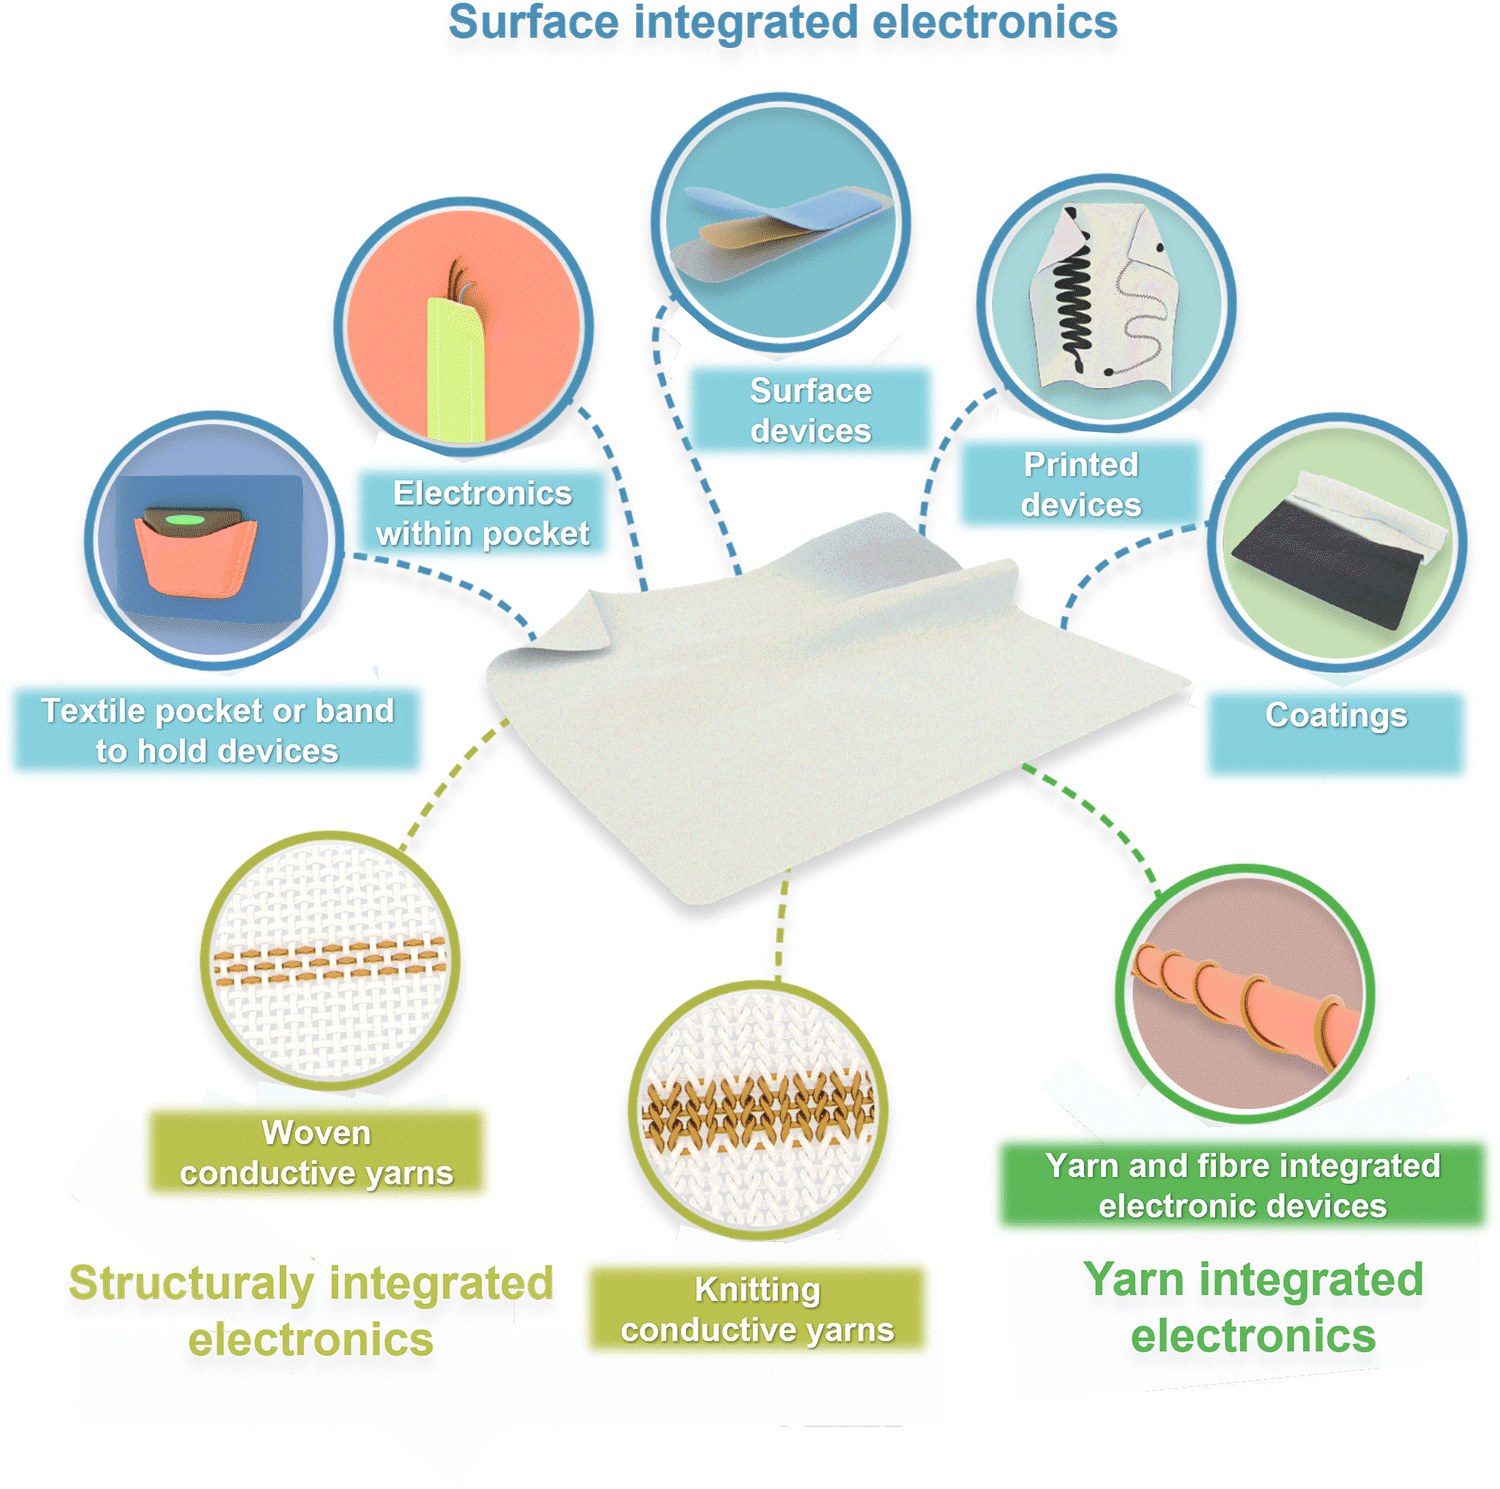 Surface integrated electronics
Surface
devices
Printed
devices
Electronics
within pocket
Textile pocket or band
to hold devices
Coatings
Woven
conductive yarns
Yarn and fibre integrated
electronic devices
Structuraly integrated
electronics
Knitting
conductive yarns
Yarn integrated
electronics